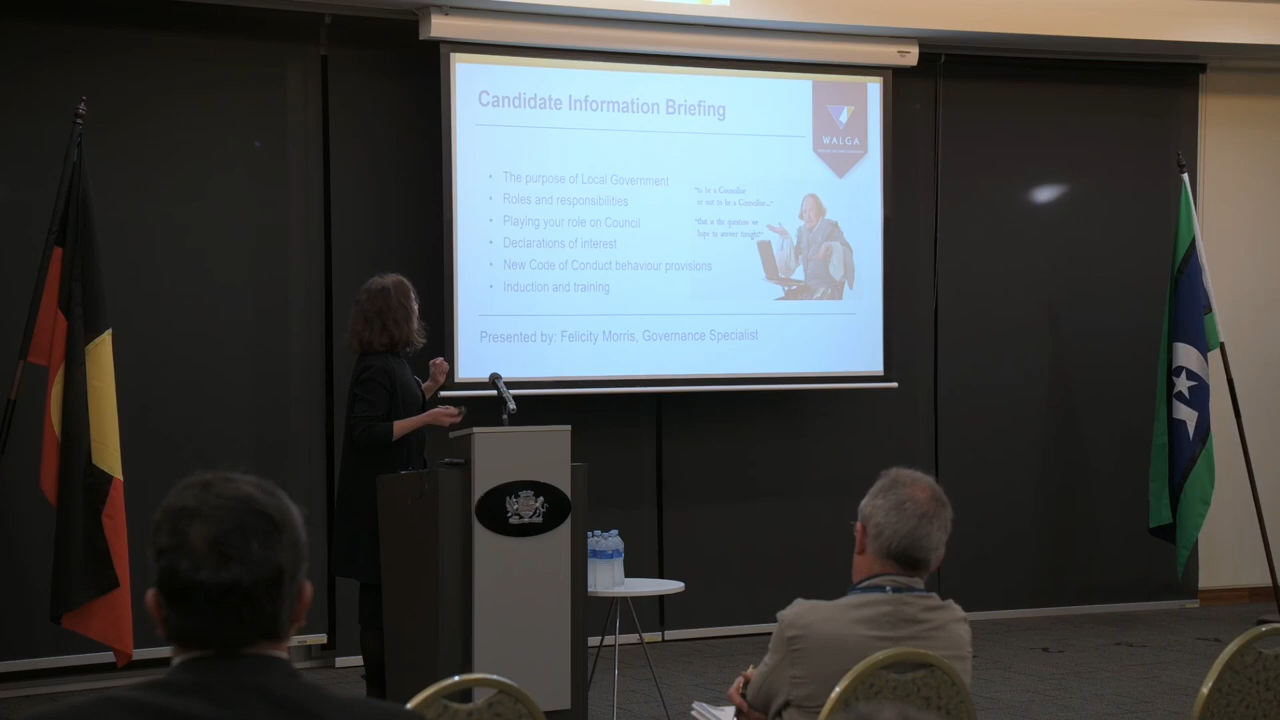 Candidate Information Briefing
WALGA
• The purpose of Local Government
• Roles and responsibilities
• Playing your role on Council
• Declarations of interest
• New Code of Conduct behaviour provisions
• Induction and training
"to be a Councillor
or not to be a Councillor..."
"that is the question we
hope to answer tonight!"
Presented by: Felicity Morris, Governance Specialist